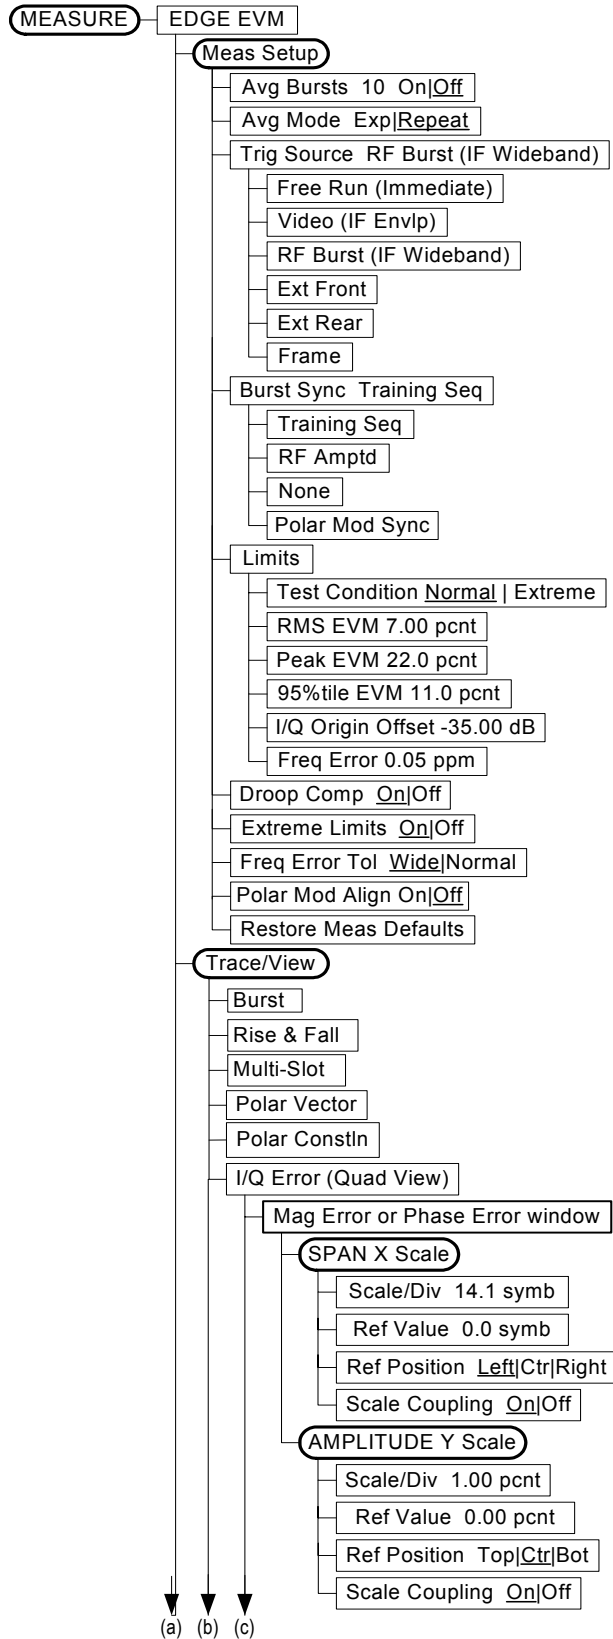 MEASURE EDGE EVM
Meas Setup
Avg Bursts 10 On|Off
Avg Mode Exp|Repeat
Trig Source RF Burst (IF Wideband)
Free Run (Immediate)
Video (IF Envlp)
RF Burst (IF Wideband)
Ext Front
Ext Rear
Frame
Burst Sync Training Seq
Training Seq
RF Amptd
None
Polar Mod Sync
Limits
Test Condition Normal | Extreme
RMS EVM 7.00 pcnt
Peak EVM 22.0 pcnt
95%tile EVM 11.0 pcnt
I/Q Origin Offset -35.00 dB
Freq Error 0.05 ppm
Droop Comp On|Off
Extreme Limits On|Off
Freq Error Tol Wide|Normal
Polar Mod Align On|Off
Restore Meas Defaults
Trace/View
Burst
Rise & Fall
Multi-Slot
Polar Vector
Polar Constln
I/Q Error (Quad View)
Mag Error or Phase Error window
SPAN X Scale
Scale/Div 14.1 symb
Ref Value 0.0 symb
Ref Position Left|Ctr|Right
Scale Coupling On|Off
AMPLITUDE Y Scale
Scale/Div 1.00 pcnt
Ref Value 0.00 pcnt
Ref Position Top|Ctr|Bot
Scale Coupling On|Off
(a) (b) (c)